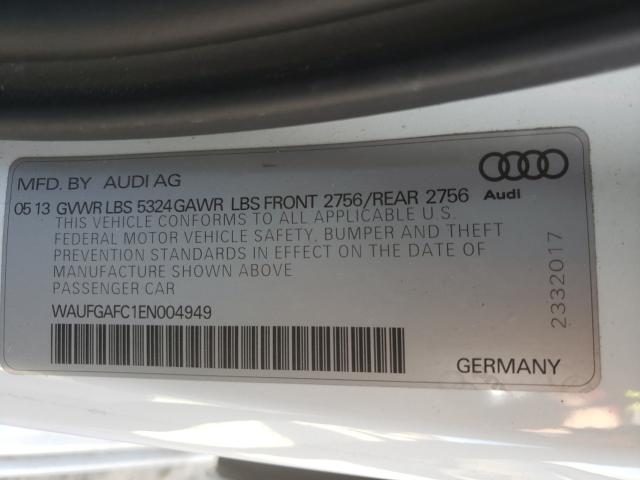 MFD. BY AUDI AG
Audi
05 13 GVWR LBS 5324 GAWR LBS FRONT 2756/REAR 2756
THIS VEHICLE CONFORMS TO ALL APPLICABLE U.S.
FEDERAL MOTOR VEHICLE SAFETY, BUMPER AND THEFT
PREVENTION STANDARDS IN EFFECT ON THE DATE OF
MANUFACTURE SHOWN ABOVE
PASSENGER CAR
WAUFGAFC1EN004949
GERMANY
2332017